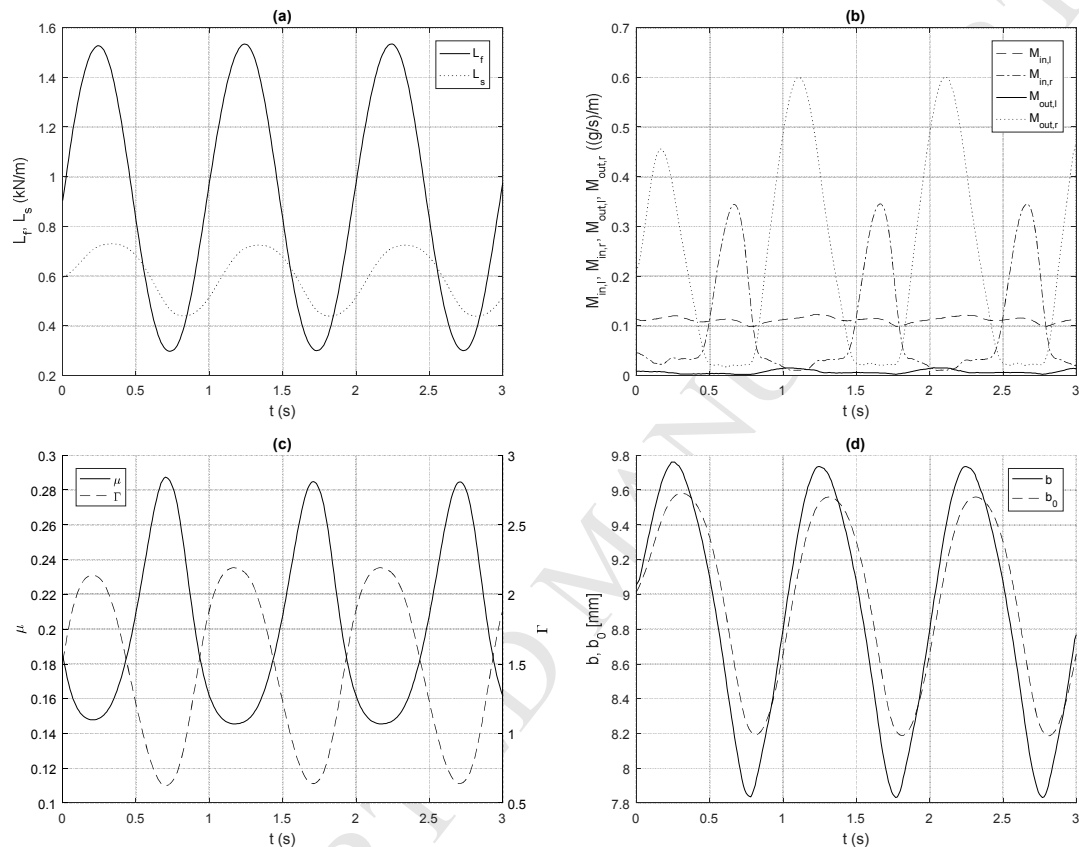 (a)
1.6
1.4
1.2
1
0.8
0.6
0.4
0.2
L_f, L_s (kN/m)
L_f
L_s
0 0.5 1 1.5 2 2.5 3
t (s)
(b)
0.7
0.6
0.5
0.4
0.3
0.2
0.1
0
M_in,l, M_in,r, M_out,l, M_out,r ((g/s)/m)
M_in,l
M_in,r
M_out,l
M_out,r
0 0.5 1 1.5 2 2.5 3
t (s)
(c)
0.3
0.28
0.26
0.24
0.22
0.2
0.18
0.16
0.14
0.12
0.1
μ
μ
Γ
3
2.5
2
1.5
1
0.5
Γ
0 0.5 1 1.5 2 2.5 3
t (s)
(d)
9.8
9.6
9.4
9.2
9
8.8
8.6
8.4
8.2
8
7.8
b, b_0 [mm]
b
b_0
0 0.5 1 1.5 2 2.5 3
t (s)